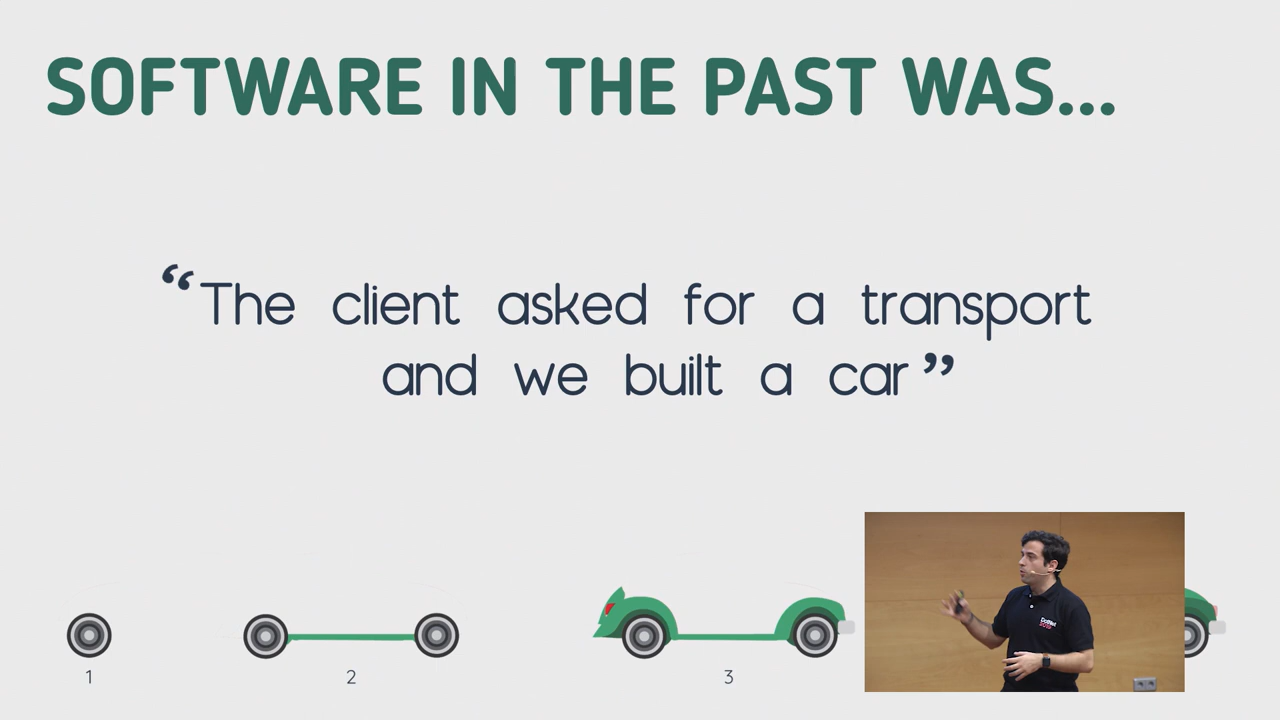 SOFTWARE IN THE PAST WAS...
“The client asked for a transport
and we built a car”
1
2
3